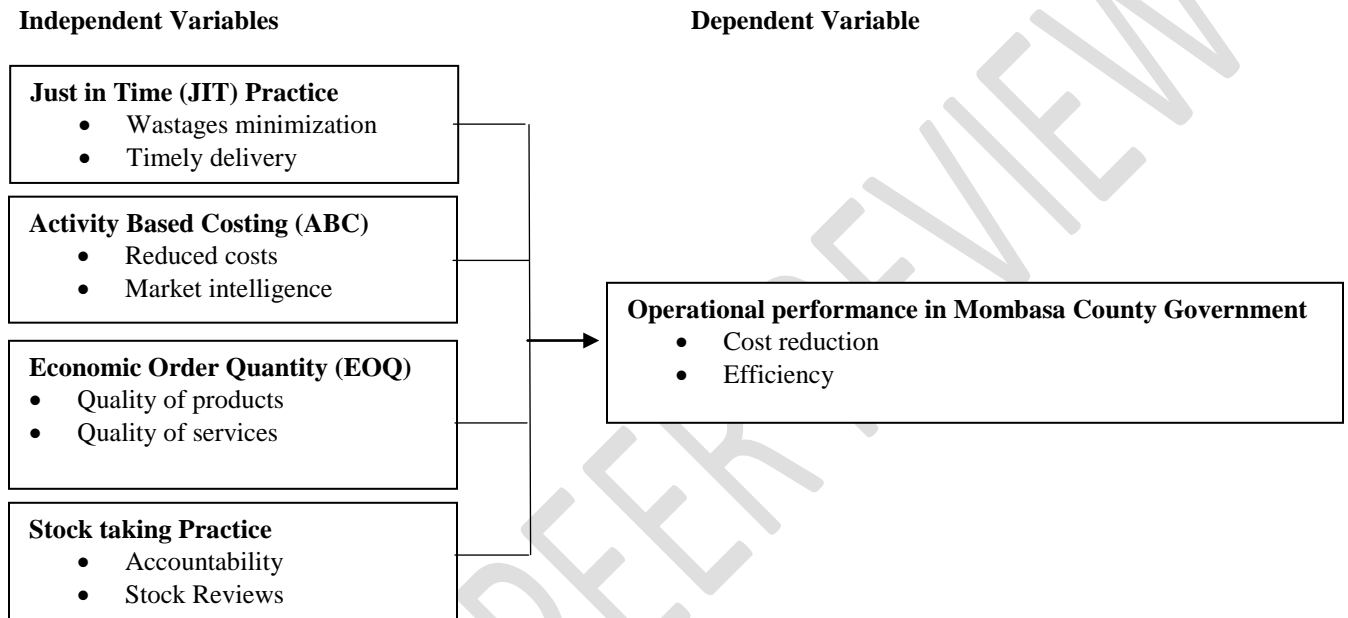 Independent Variables
Dependent Variable
Just in Time (JIT) Practice
• Wastages minimization
• Timely delivery
Activity Based Costing (ABC)
• Reduced costs
• Market intelligence
Economic Order Quantity (EOQ)
• Quality of products
• Quality of services
Stock taking Practice
• Accountability
• Stock Reviews
Operational performance in Mombasa County Government
• Cost reduction
• Efficiency
PEER REVIEW